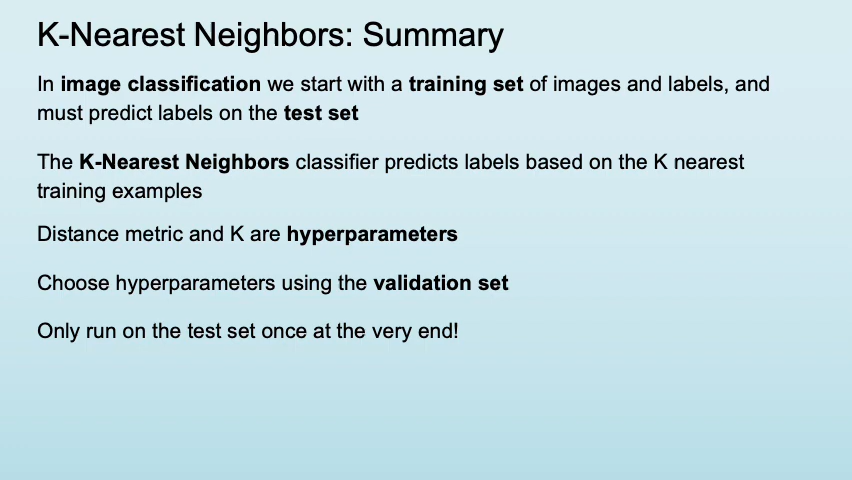 K-Nearest Neighbors: Summary
In image classification we start with a training set of images and labels, and
must predict labels on the test set
The K-Nearest Neighbors classifier predicts labels based on the K nearest
training examples
Distance metric and K are hyperparameters
Choose hyperparameters using the validation set
Only run on the test set once at the very end!